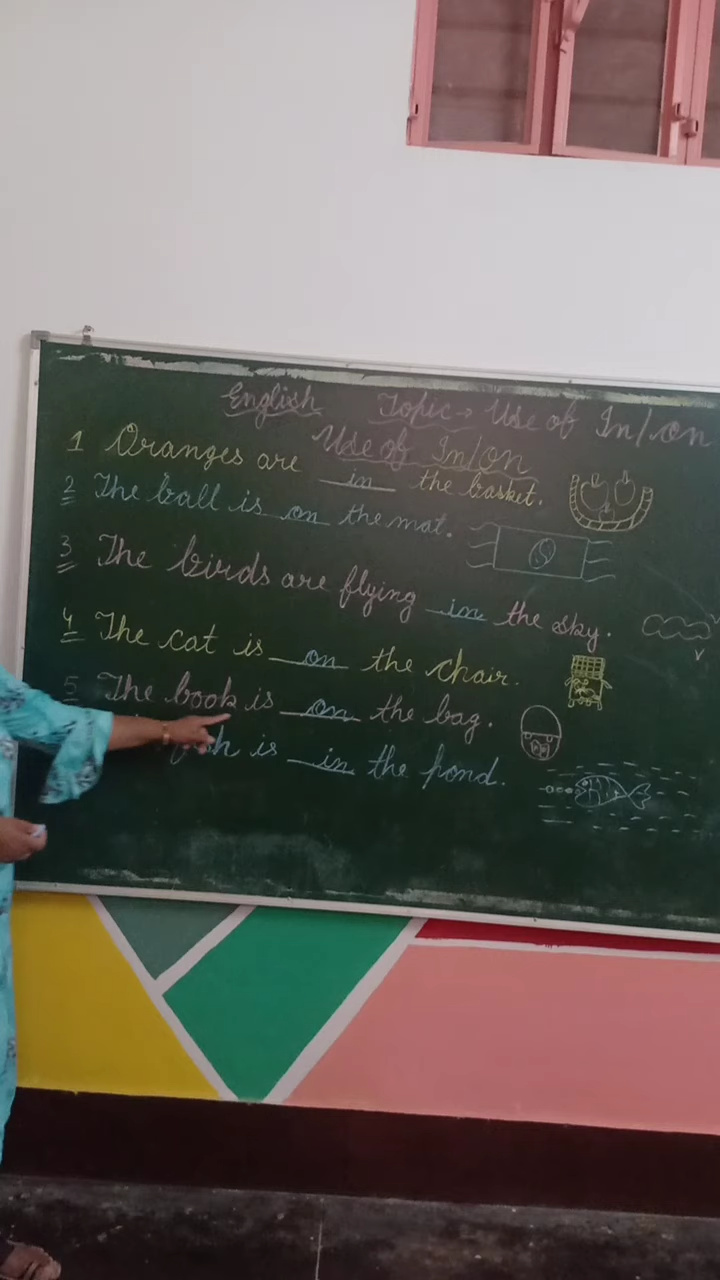 English Topic → Use of In/on
Use of In/on
1 Oranges are in the basket.
2 The ball is on the mat.
3 The birds are flying in the sky.
4 The cat is on the chair.
5 The book is on the bag.
is in the pond.